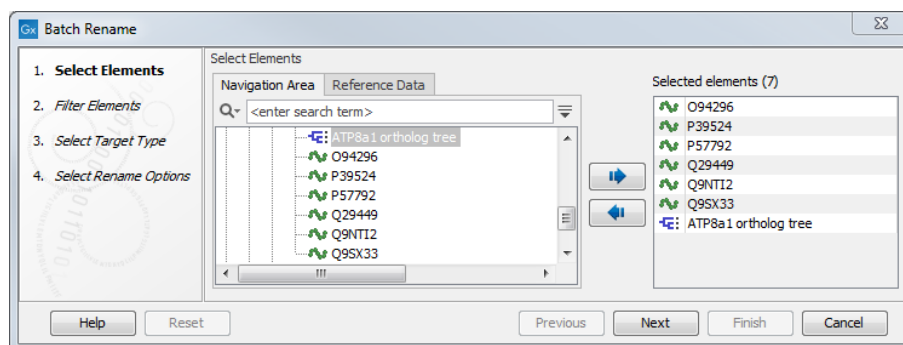 Gx Batch Rename
1. Select Elements
2. Filter Elements
3. Select Target Type
4. Select Rename Options
Select Elements
Navigation Area Reference Data
<enter search term>
ATP8a1 ortholog tree
O94296
P39524
P57792
Q29449
Q9NTI2
Q9SX33
Selected elements (7)
O94296
P39524
P57792
Q29449
Q9NTI2
Q9SX33
ATP8a1 ortholog tree
Help Reset Previous Next Finish Cancel